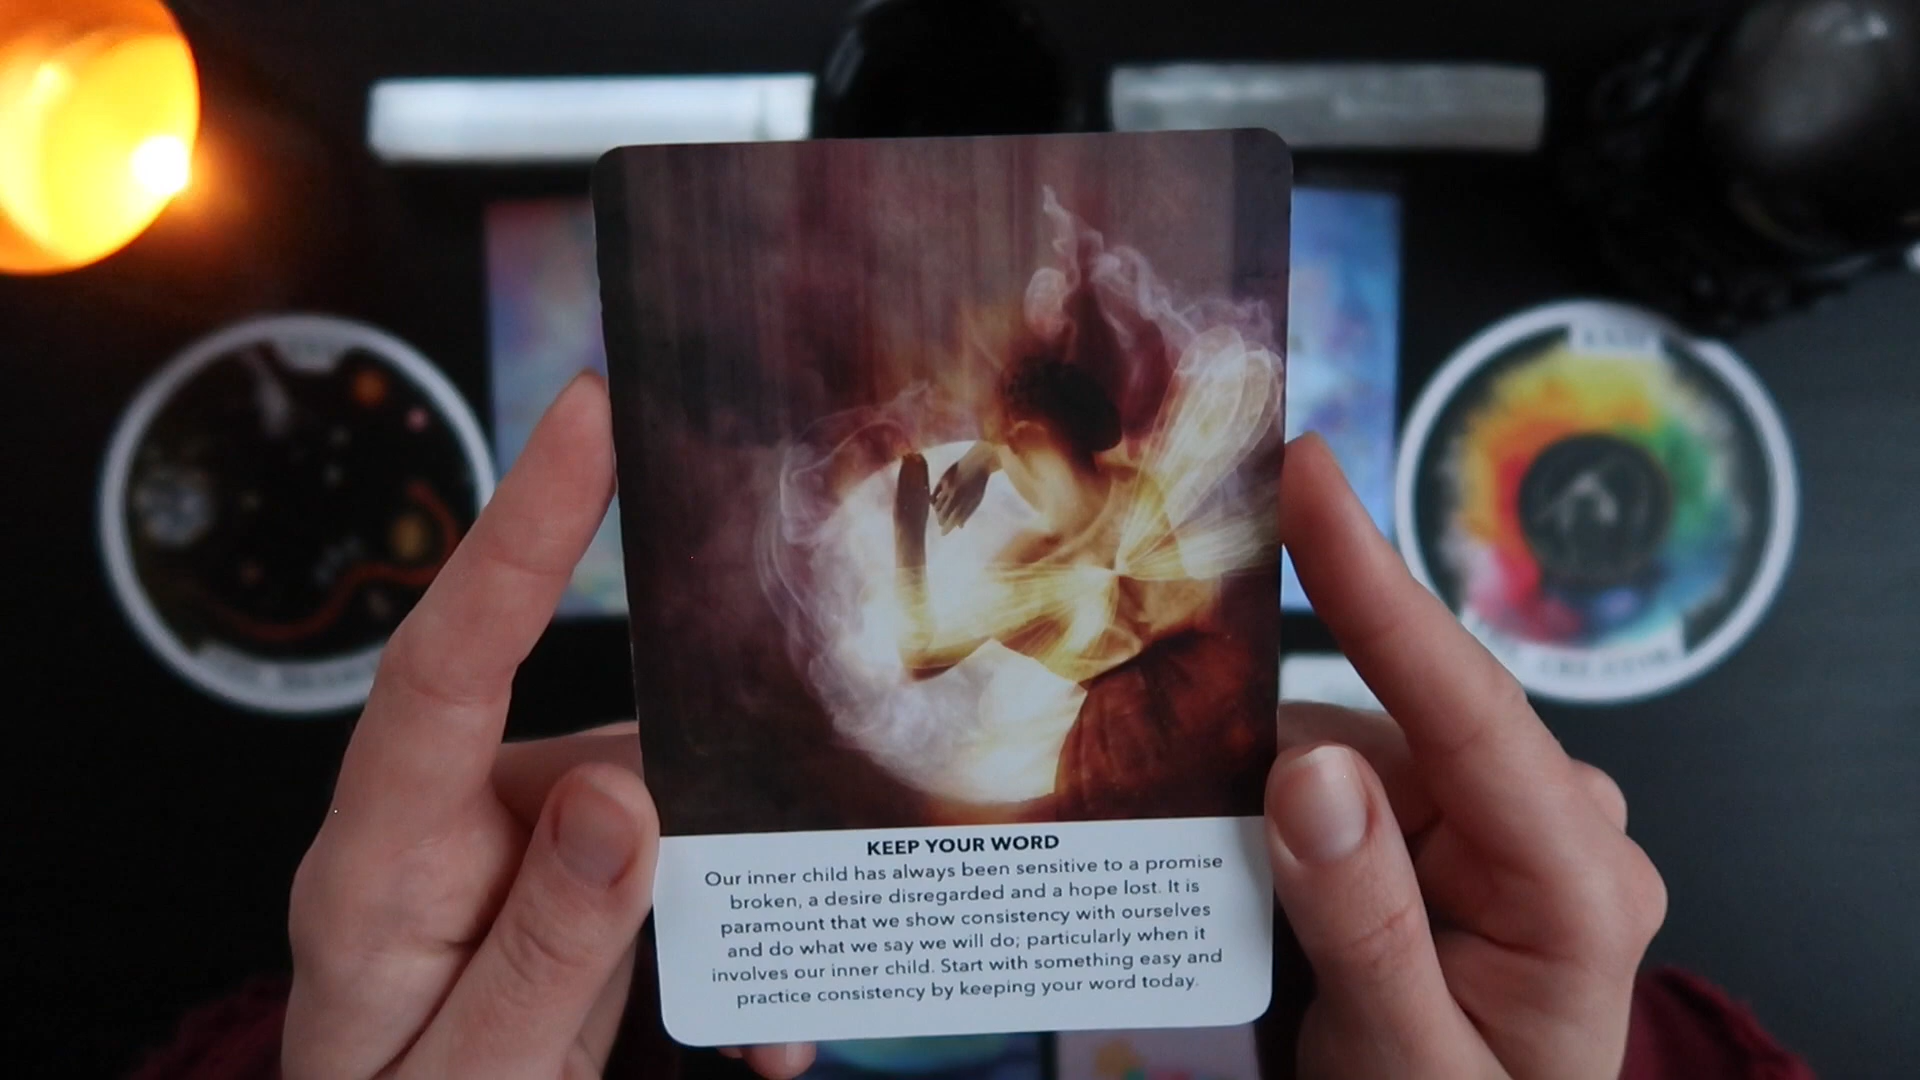 KEEP YOUR WORD
Our inner child has always been sensitive to a promise
broken, a desire disregarded and a hope lost. It is
paramount that we show consistency with ourselves
and do what we say we will do; particularly when it
involves our inner child. Start with something easy and
practice consistency by keeping your word today.